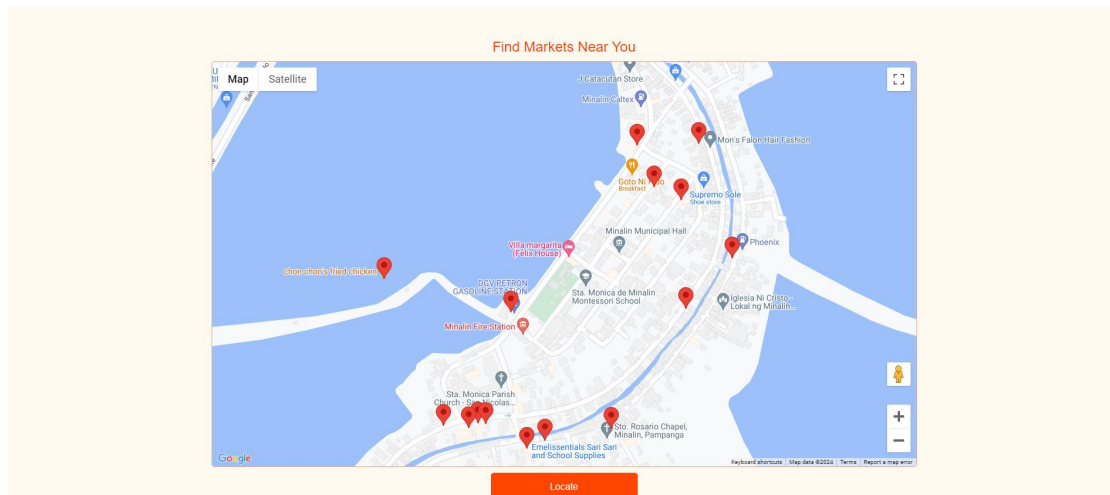 Find Markets Near You
Map
Satellite
J Catacutan Store
Minalin Caltex
Mon's Falon Hair Fashion
Goto Ni
Breakfast
Supremo Sole
Shoe store
Minalin Municipal Hall
Villa margarita
(Felix House)
Phoenix
chon-chon's fried chicken
DGV PETRON
GASOLINE STATION
Sta. Monica de Minalin
Montessori School
Iglesia Ni Cristo -
Lokal ng Minalin...
Minalin Fire Station
Sta. Monica Parish
Church - San Nicolas...
Sto. Rosario Chapel,
Minalin, Pampanga
Emelissentials Sari Sari
and School Supplies
Google
Keyboard shortcuts
Map data ©2024
Terms
Report a map error
Locate